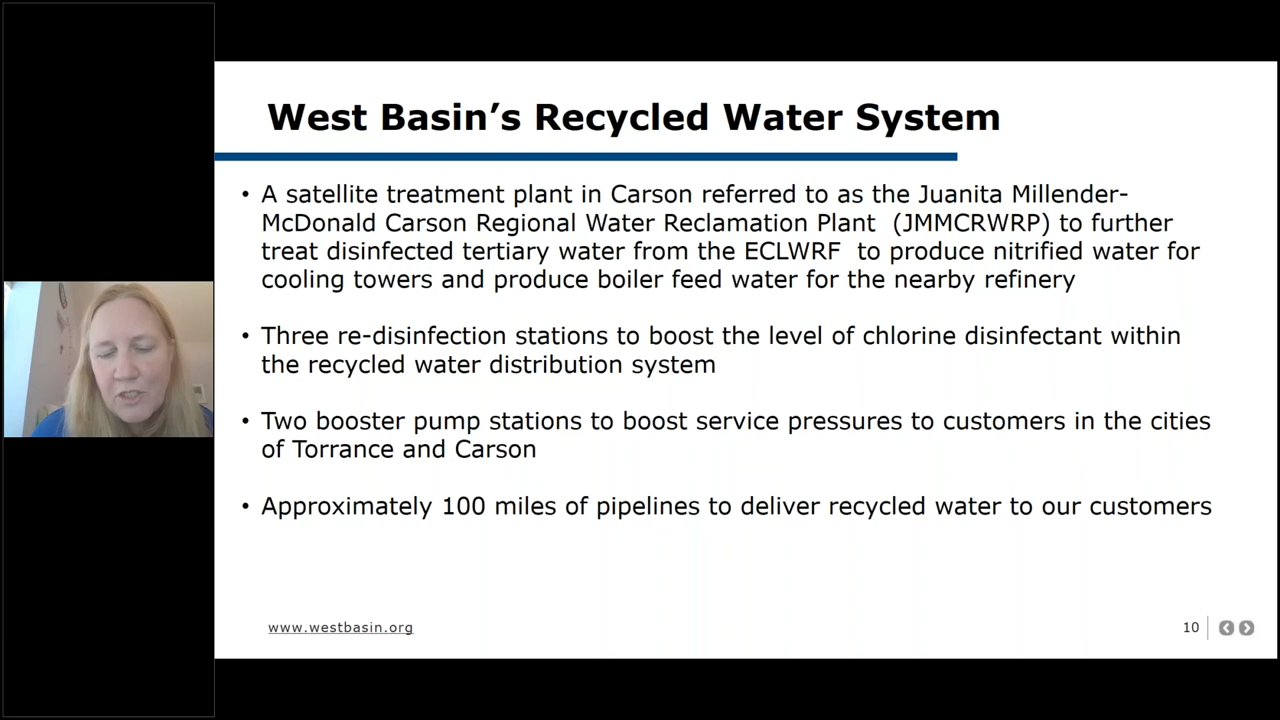 West Basin’s Recycled Water System
• A satellite treatment plant in Carson referred to as the Juanita Millender-
McDonald Carson Regional Water Reclamation Plant (JMMCRWRP) to further
treat disinfected tertiary water from the ECLWRF to produce nitrified water for
cooling towers and produce boiler feed water for the nearby refinery
• Three re-disinfection stations to boost the level of chlorine disinfectant within
the recycled water distribution system
• Two booster pump stations to boost service pressures to customers in the cities
of Torrance and Carson
• Approximately 100 miles of pipelines to deliver recycled water to our customers
www.westbasin.org
10